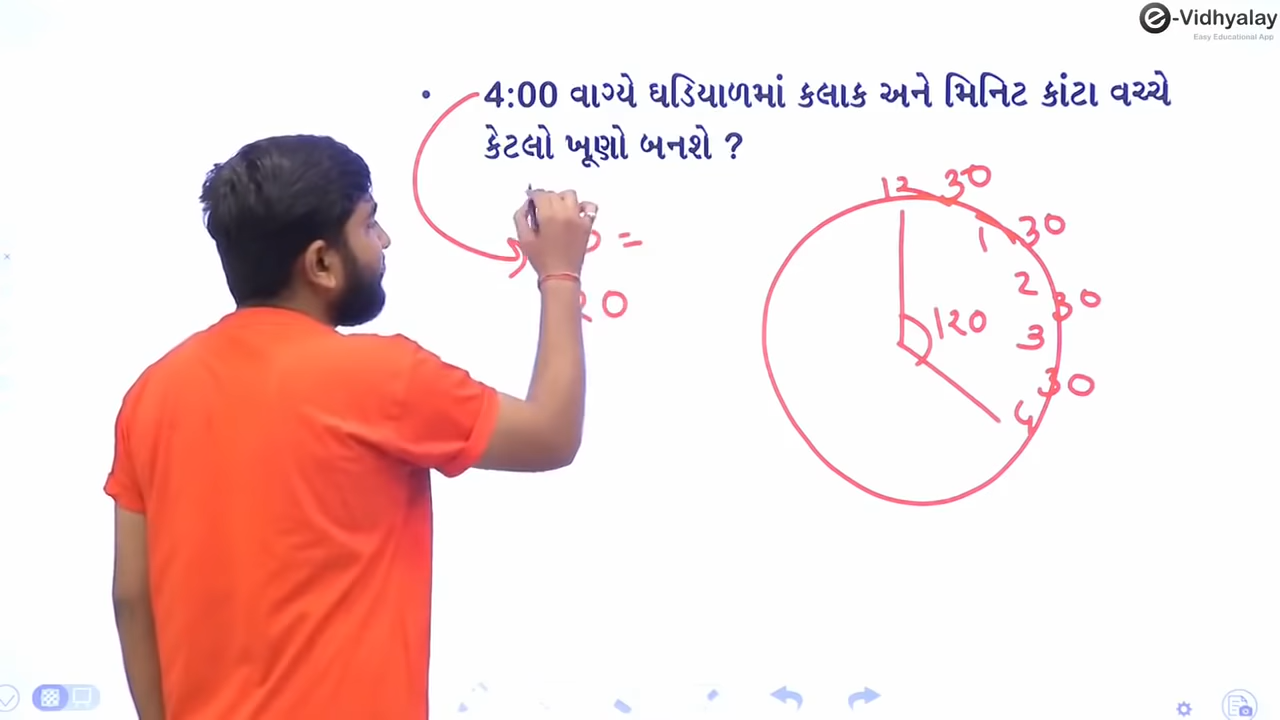 e-Vidhyalay
Easy Educational App
• 4:00 વાગ્યે ઘડિયાળમાં કલાક અને મિનિટ કાંટા વચ્ચે
કેટલો ખૂણો બનશે ?
12 30
1 30
2
30
3
30
4
120
=
20